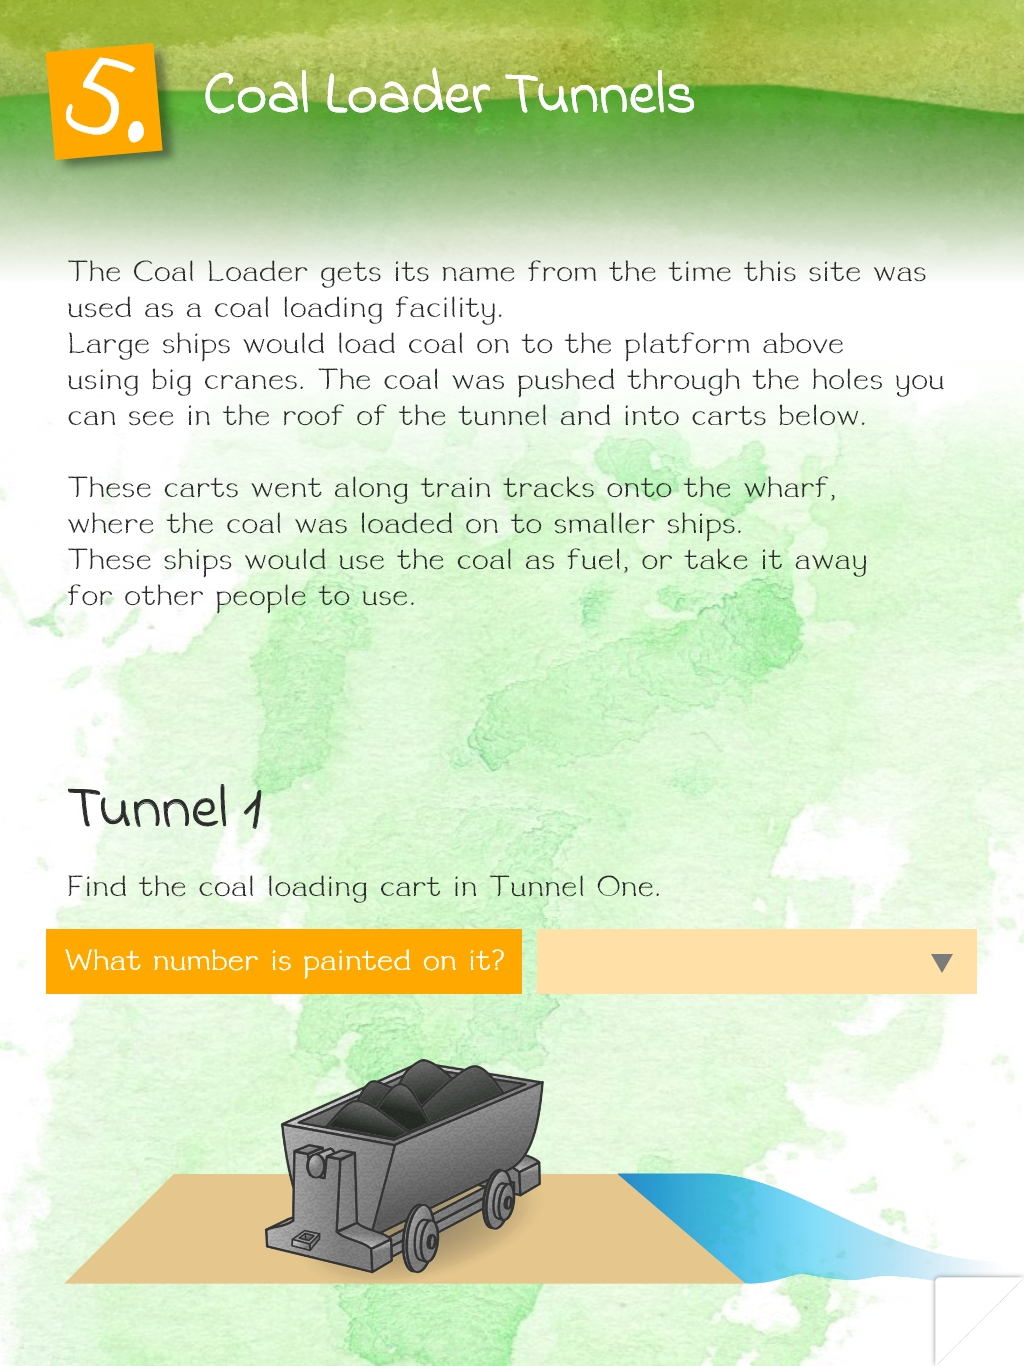 5.
Coal Loader Tunnels
The Coal Loader gets its name from the time this site was
used as a coal loading facility.
Large ships would load coal on to the platform above
using big cranes. The coal was pushed through the holes you
can see in the roof of the tunnel and into carts below.
These carts went along train tracks onto the wharf,
where the coal was loaded on to smaller ships.
These ships would use the coal as fuel, or take it away
for other people to use.
Tunnel 1
Find the coal loading cart in Tunnel One.
What number is painted on it?